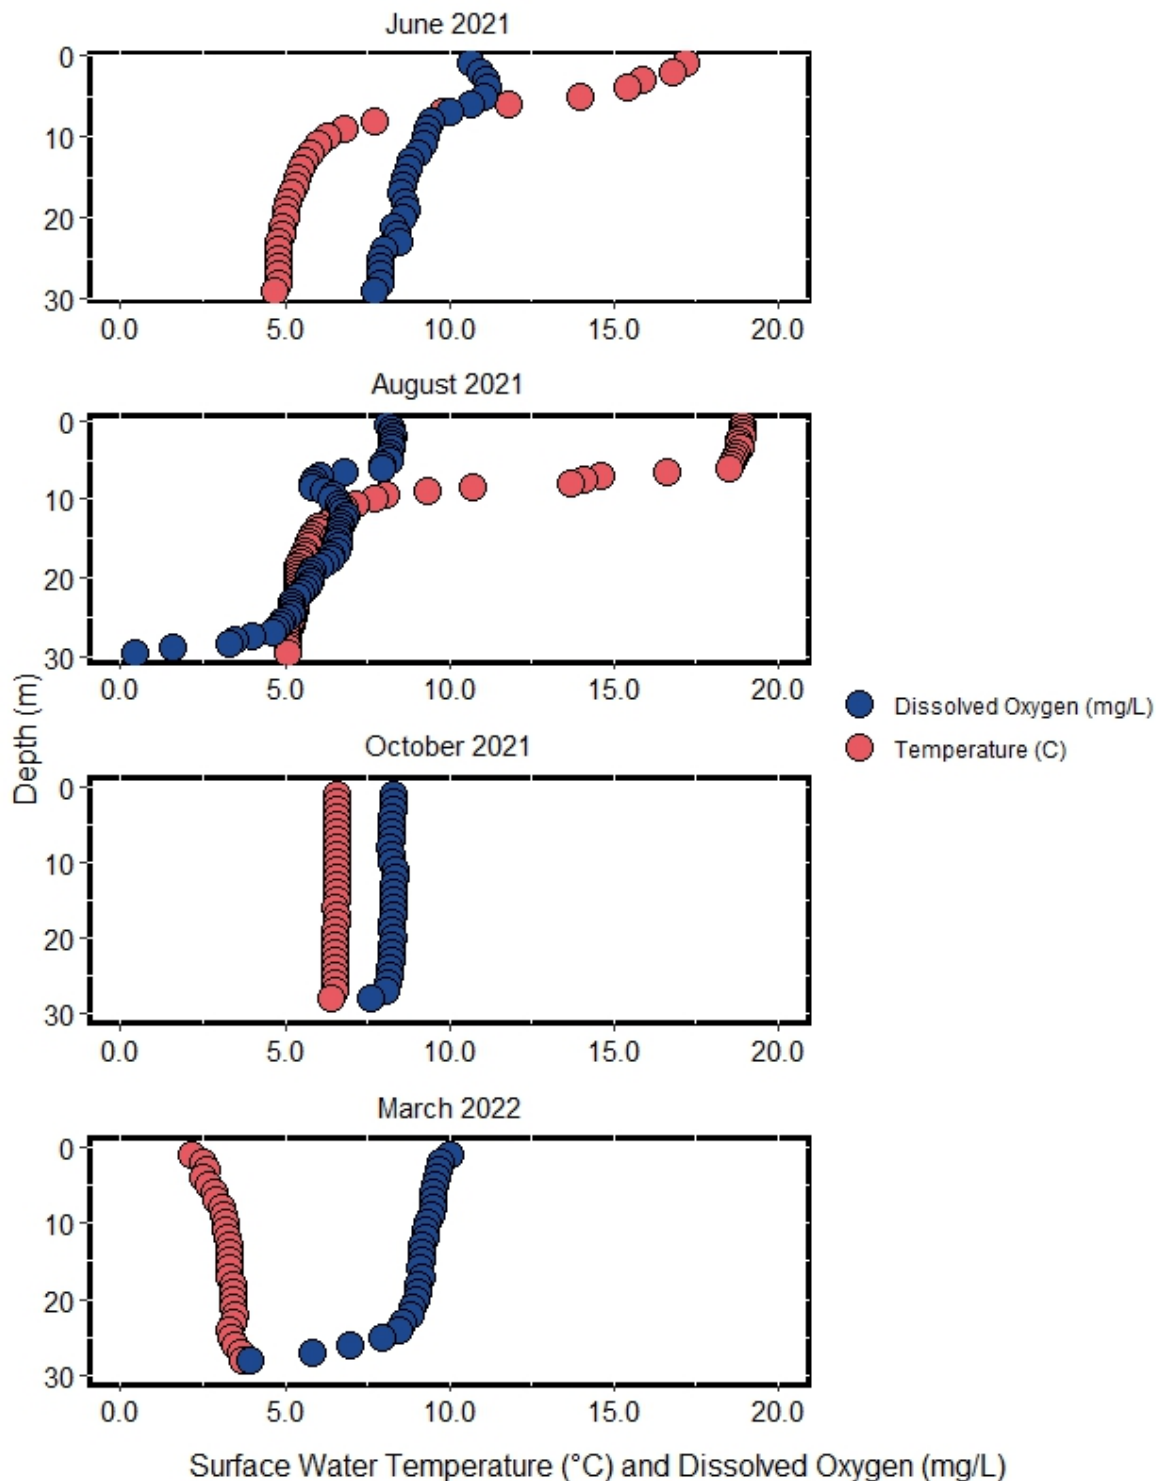 June 2021
0
10
20
30
0.0 5.0 10.0 15.0 20.0
August 2021
0
10
20
30
0.0 5.0 10.0 15.0 20.0
Depth (m)
Dissolved Oxygen (mg/L)
Temperature (C)
October 2021
0
10
20
30
0.0 5.0 10.0 15.0 20.0
March 2022
0
10
20
30
0.0 5.0 10.0 15.0 20.0
Surface Water Temperature (°C) and Dissolved Oxygen (mg/L)